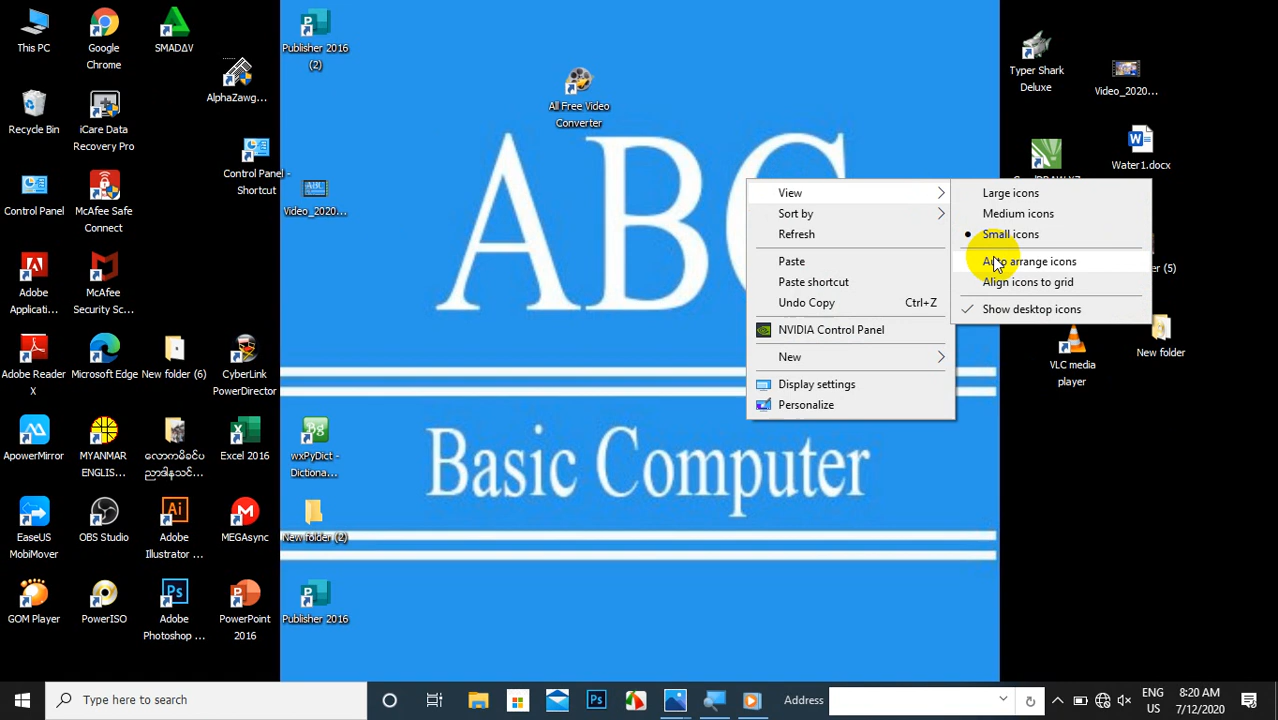 This PC
Google
Chrome
SMADΔV
Publisher 2016
(2)
AlphaZawg...
All Free Video
Converter
Typer Shark
Deluxe
Video_2020...
Recycle Bin
iCare Data
Recovery Pro
Control Panel -
Shortcut
Water1.docx
Control Panel
McAfee Safe
Connect
Video_2020...
ABC
View
Sort by
Refresh
Paste
Paste shortcut
Undo Copy Ctrl+Z
NVIDIA Control Panel
New
Display settings
Personalize
Large icons
Medium icons
Small icons
Auto arrange icons
Align icons to grid
Show desktop icons
Adobe
Applicati...
McAfee
Security Sc...
Adobe Reader
X
Microsoft Edge
New folder (6)
CyberLink
PowerDirector
VLC media
player
New folder
ApowerMirror
MYANMAR
ENGLIS...
Excel 2016
wxPyDict -
Dictiona...
Basic Computer
EaseUS
MobiMover
OBS Studio
Adobe
Illustrator ...
MEGAsync
New folder (2)
GOM Player
PowerISO
Adobe
Photoshop ...
PowerPoint
2016
Publisher 2016
Type here to search
Address
ENG
US
8:20 AM
7/12/2020